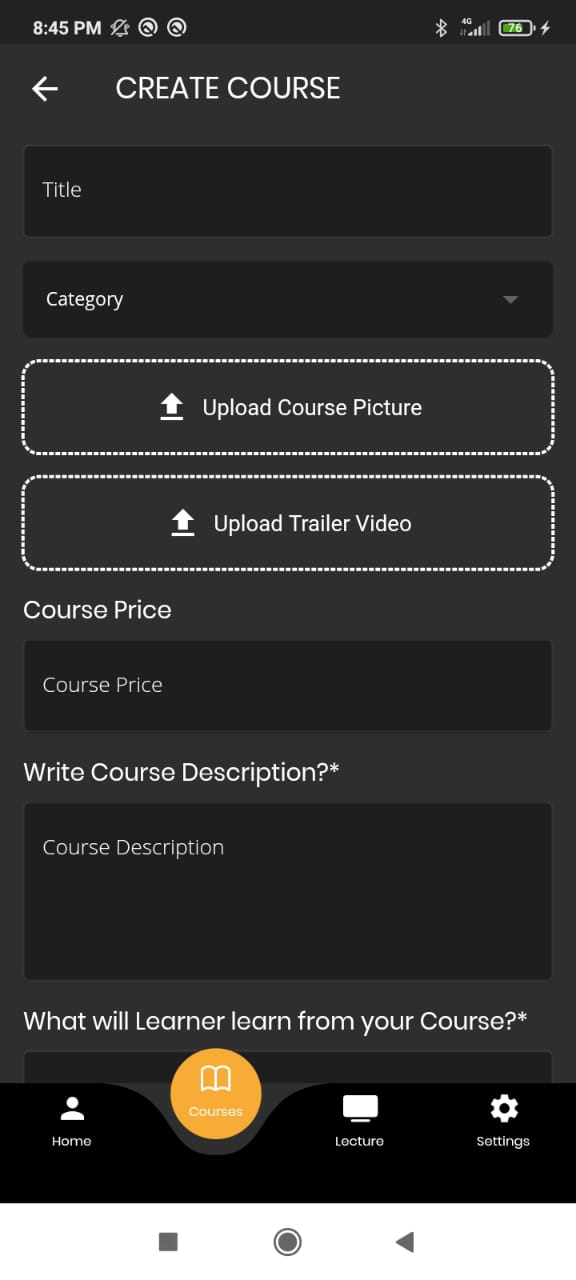 8:45 PM
4G
76
CREATE COURSE
Title
Category
Upload Course Picture
Upload Trailer Video
Course Price
Course Price
Write Course Description?*
Course Description
What will Learner learn from your Course?*
Home
Courses
Lecture
Settings